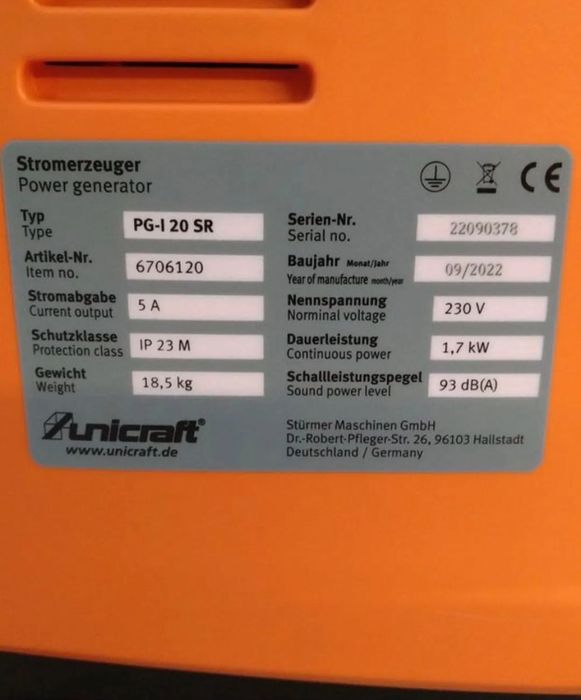 Stromerzeuger
Power generator
CE
Typ
Type
PG-I 20 SR
Serien-Nr.
Serial no.
22090378
Artikel-Nr.
Item no.
6706120
Baujahr Monat/Jahr
Year of manufacture month/year
09/2022
Stromabgabe
Current output
5 A
Nennspannung
Norminal voltage
230 V
Schutzklasse
Protection class
IP 23 M
Dauerleistung
Continuous power
1,7 kW
Gewicht
Weight
18,5 kg
Schallleistungspegel
Sound power level
93 dB(A)
unicraft®
www.unicraft.de
Stürmer Maschinen GmbH
Dr.-Robert-Pfleger-Str. 26, 96103 Hallstadt
Deutschland / Germany